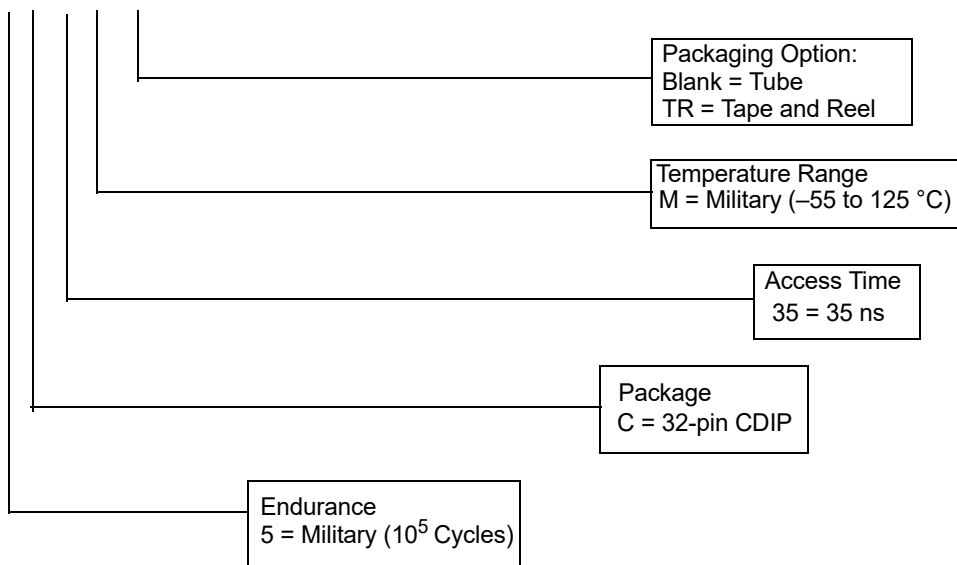 Packaging Option:
Blank = Tube
TR = Tape and Reel
Temperature Range
M = Military (–55 to 125 °C)
Access Time
35 = 35 ns
Package
C = 32-pin CDIP
Endurance
5 = Military (10⁵ Cycles)